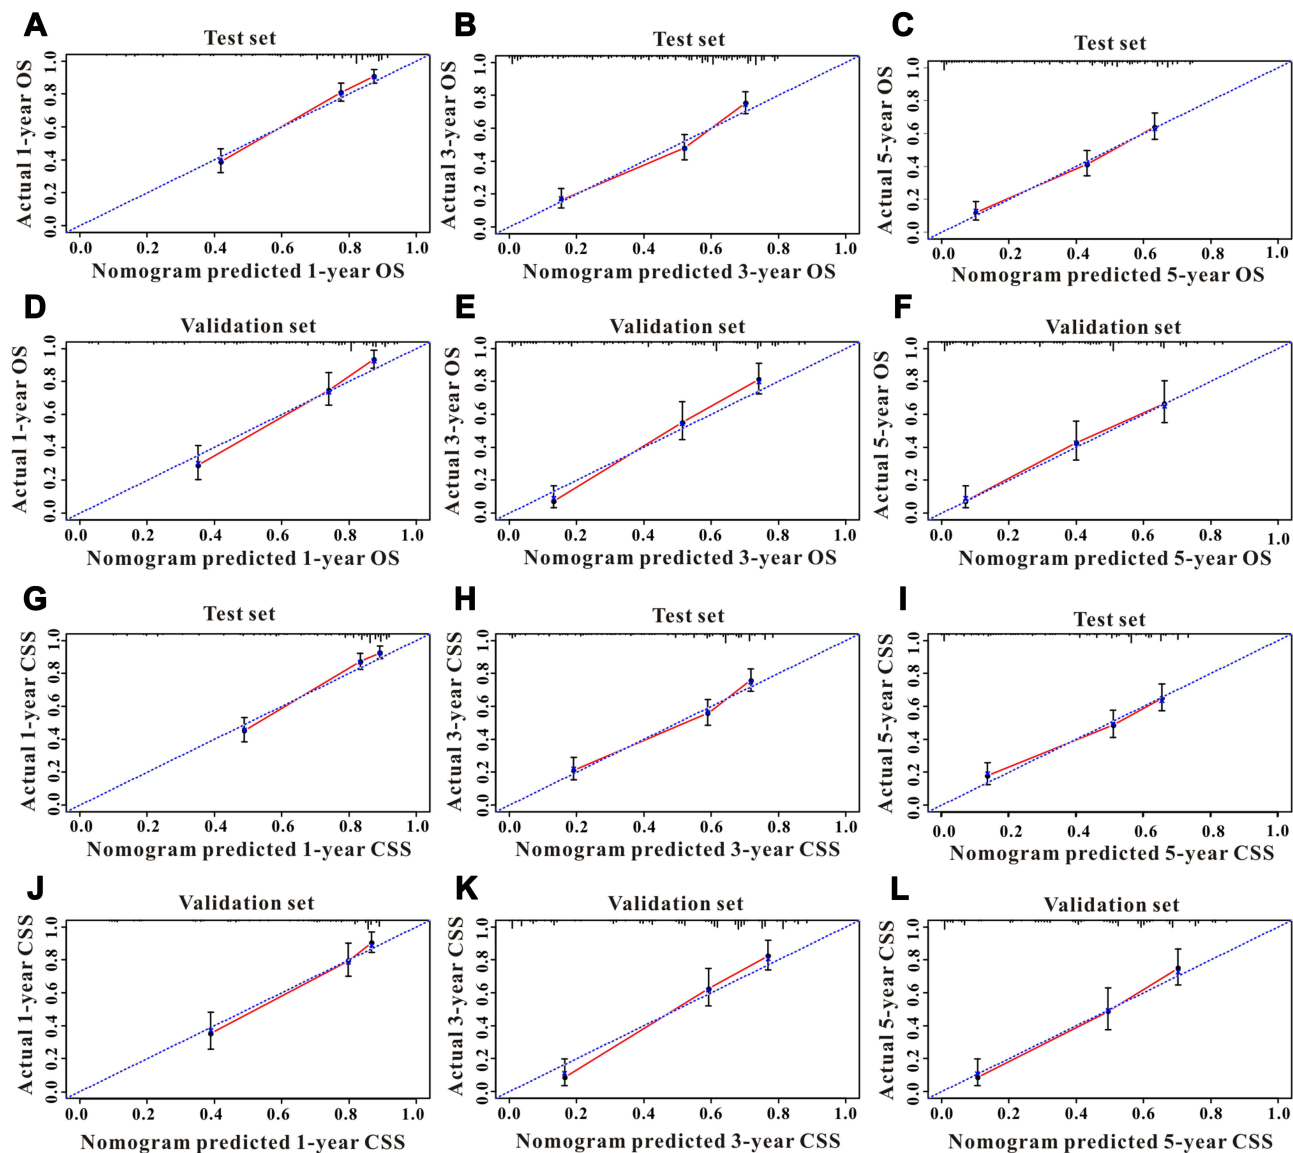 A
Test set
Actual 1-year OS
0.0 0.2 0.4 0.6 0.8 1.0
0.0 0.2 0.4 0.6 0.8 1.0
Nomogram predicted 1-year OS
B
Test set
Actual 3-year OS
0.0 0.2 0.4 0.6 0.8 1.0
0.0 0.2 0.4 0.6 0.8 1.0
Nomogram predicted 3-year OS
C
Test set
Actual 5-year OS
0.0 0.2 0.4 0.6 0.8 1.0
0.0 0.2 0.4 0.6 0.8 1.0
Nomogram predicted 5-year OS
D
Validation set
Actual 1-year OS
0.0 0.2 0.4 0.6 0.8 1.0
0.0 0.2 0.4 0.6 0.8 1.0
Nomogram predicted 1-year OS
E
Validation set
Actual 3-year OS
0.0 0.2 0.4 0.6 0.8 1.0
0.0 0.2 0.4 0.6 0.8 1.0
Nomogram predicted 3-year OS
F
Validation set
Actual 5-year OS
0.0 0.2 0.4 0.6 0.8 1.0
0.0 0.2 0.4 0.6 0.8 1.0
Nomogram predicted 5-year OS
G
Test set
Actual 1-year CSS
0.0 0.2 0.4 0.6 0.8 1.0
0.0 0.2 0.4 0.6 0.8 1.0
Nomogram predicted 1-year CSS
H
Test set
Actual 3-year CSS
0.0 0.2 0.4 0.6 0.8 1.0
0.0 0.2 0.4 0.6 0.8 1.0
Nomogram predicted 3-year CSS
I
Test set
Actual 5-year CSS
0.0 0.2 0.4 0.6 0.8 1.0
0.0 0.2 0.4 0.6 0.8 1.0
Nomogram predicted 5-year CSS
J
Validation set
Actual 1-year CSS
0.0 0.2 0.4 0.6 0.8 1.0
0.0 0.2 0.4 0.6 0.8 1.0
Nomogram predicted 1-year CSS
K
Validation set
Actual 3-year CSS
0.0 0.2 0.4 0.6 0.8 1.0
0.0 0.2 0.4 0.6 0.8 1.0
Nomogram predicted 3-year CSS
L
Validation set
Actual 5-year CSS
0.0 0.2 0.4 0.6 0.8 1.0
0.0 0.2 0.4 0.6 0.8 1.0
Nomogram predicted 5-year CSS